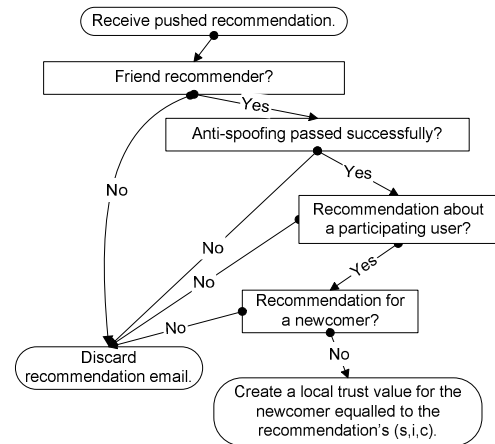 Receive pushed recommendation.
Friend recommender?
Yes
Anti-spoofing passed successfully?
No
Yes
Recommendation about
a participating user?
No
No
Yes
Recommendation for
a newcomer?
No
No
Discard
recommendation email.
Create a local trust value for the
newcomer equalled to the
recommendation's (s,i,c).